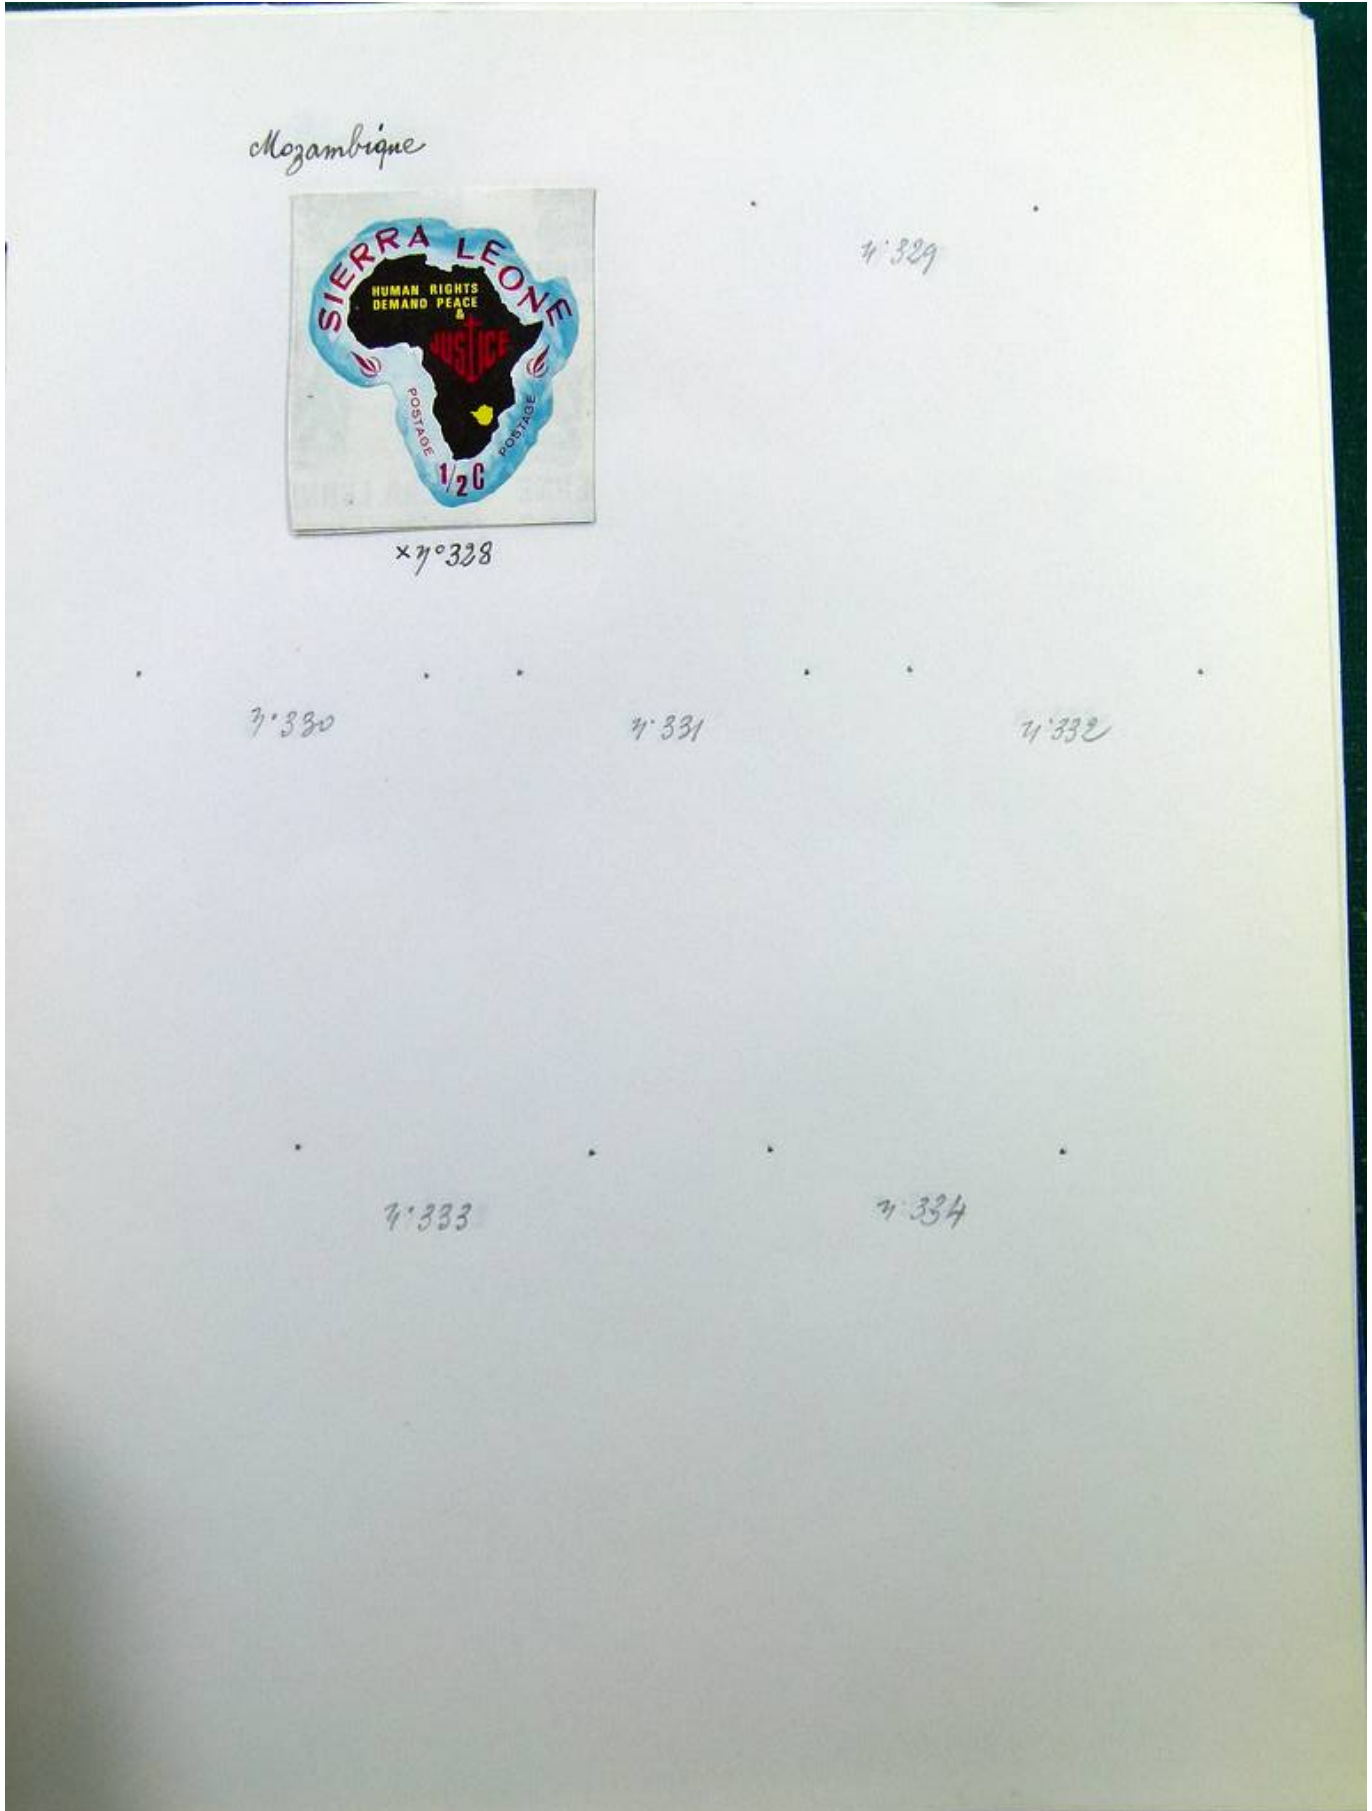 Mozambique
SIERRA LEONE
HUMAN RIGHTS
DEMAND PEACE
&
JUSTICE
POSTAGE
POSTAGE
1/2C
×n°328
n°329
n°330
n°331
n°332
n°333
n°334